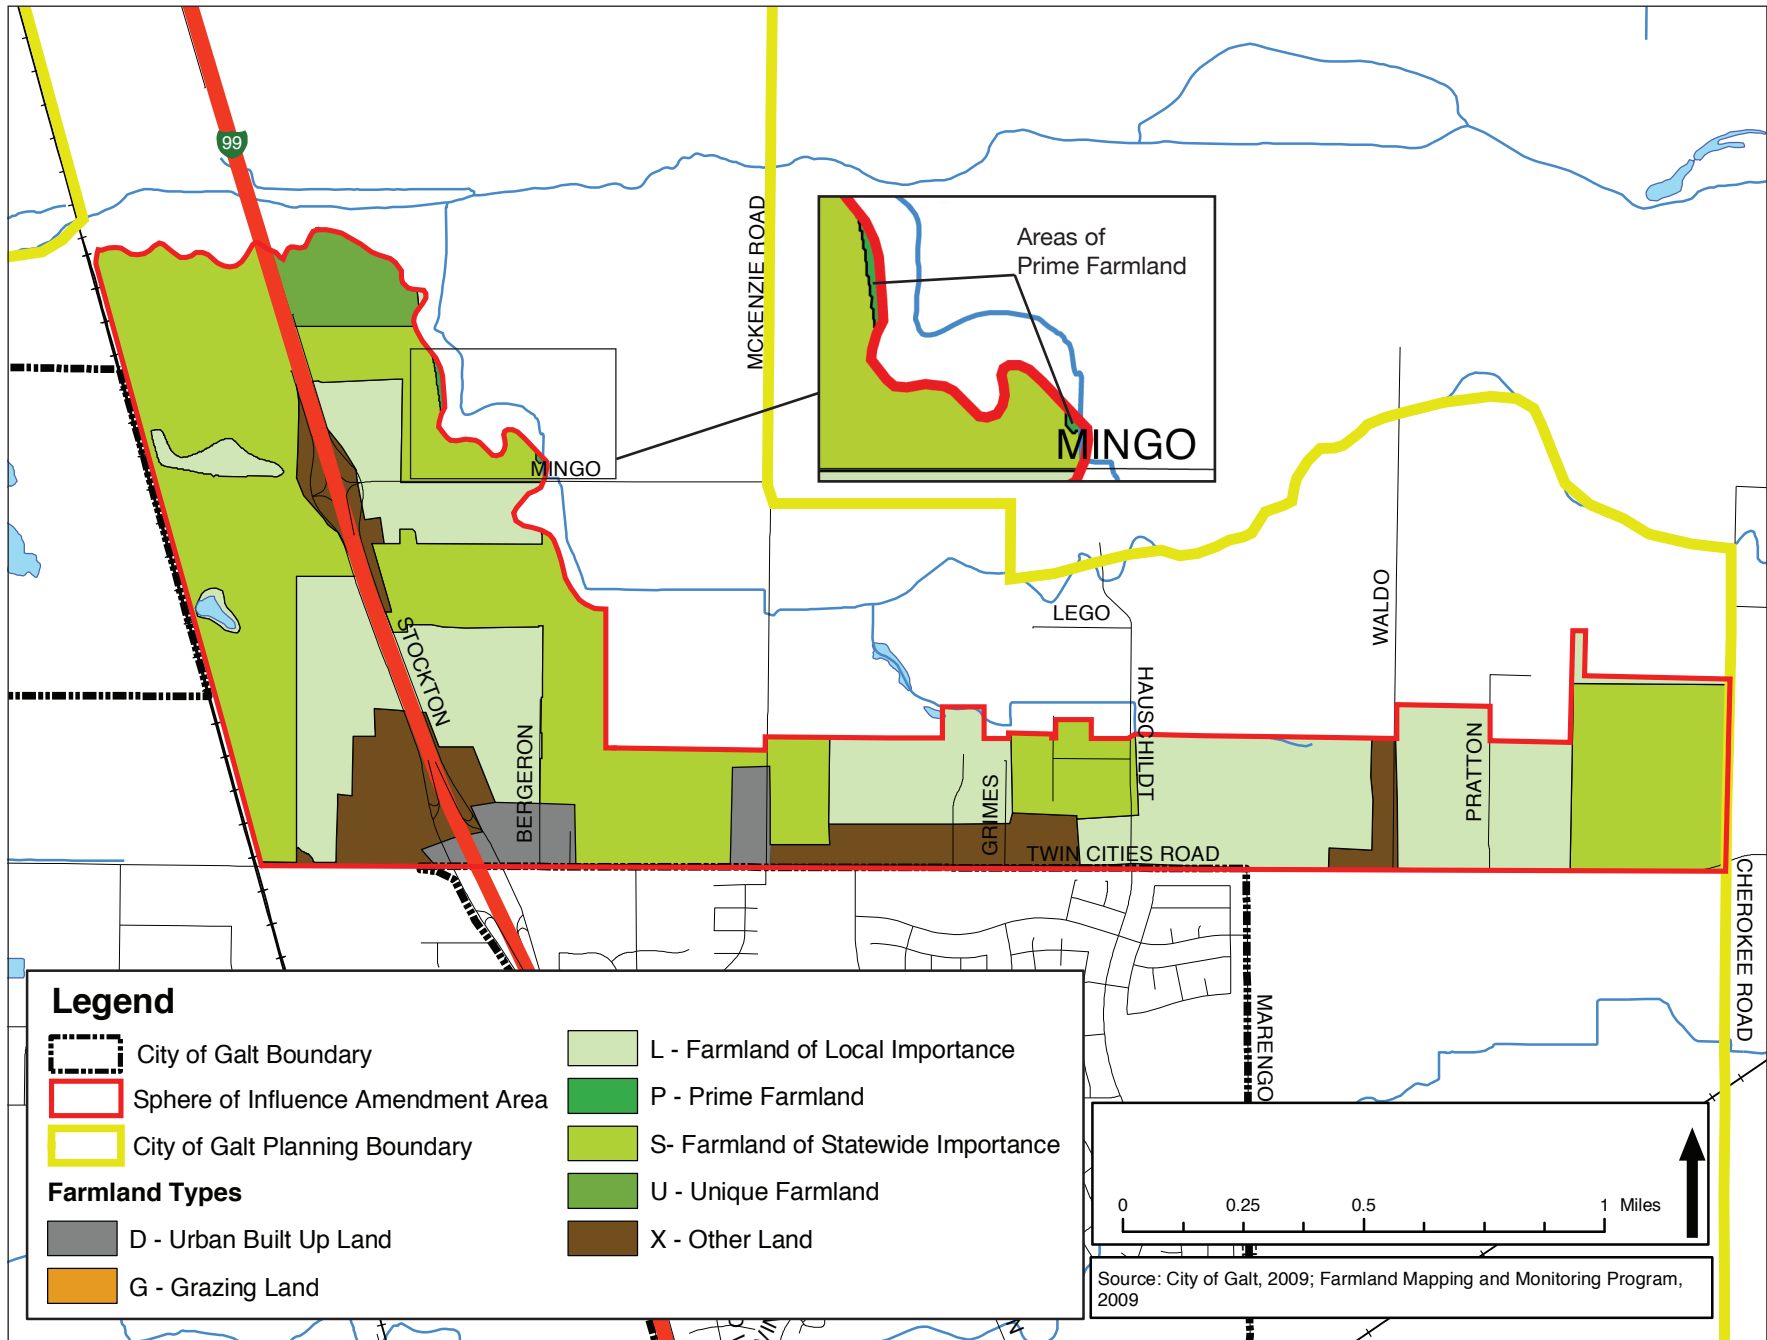 99
MCKENZIE ROAD
Areas of
Prime Farmland
MINGO
MINGO
LEGO
WALDO
STOCKTON
HAUSCHILDT
BERGERON
GRIMES
PRATTON
TWIN CITIES ROAD
CHEROKEE ROAD
MARENGO
Legend
City of Galt Boundary
Sphere of Influence Amendment Area
City of Galt Planning Boundary
Farmland Types
D - Urban Built Up Land
G - Grazing Land
L - Farmland of Local Importance
P - Prime Farmland
S- Farmland of Statewide Importance
U - Unique Farmland
X - Other Land
0 0.25 0.5 1 Miles
Source: City of Galt, 2009; Farmland Mapping and Monitoring Program,
2009